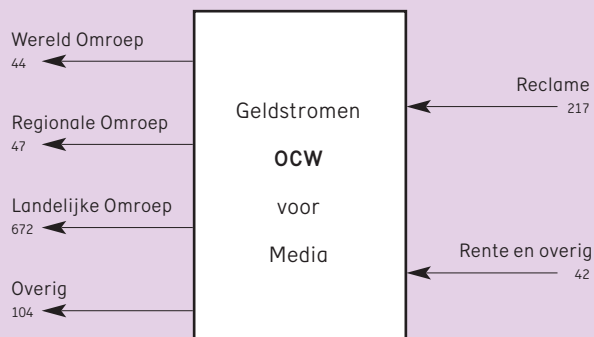 Wereld Omroep
44
Regionale Omroep
47
Landelijke Omroep
672
Overig
104
Geldstromen
OCW
voor
Media
Reclame
217
Rente en overig
42